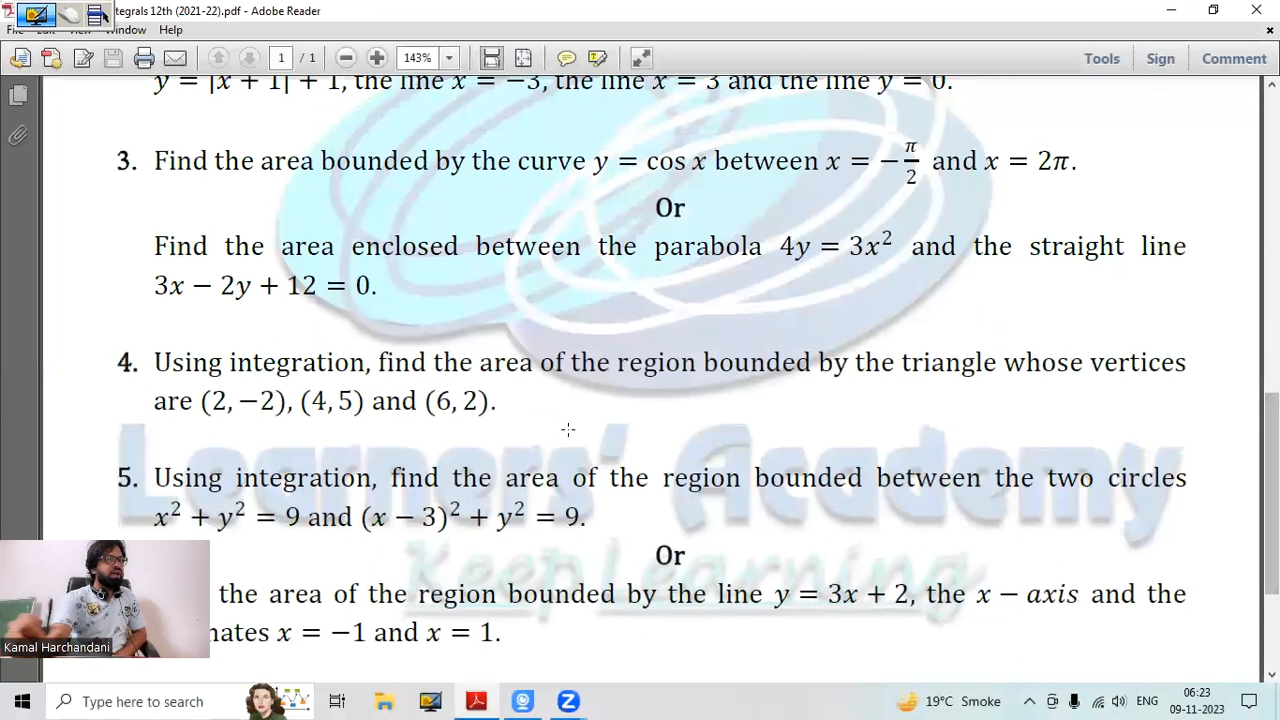 tegrals 12th (2021-22).pdf - Adobe Reader
File Edit Window Help
1 / 1 143% Tools Sign Comment
y = |x + 1| + 1, the line x = −3, the line x = 3 and the line y = 0.
3. Find the area bounded by the curve y = cos x between x = −π/2 and x = 2π.
Or
Find the area enclosed between the parabola 4y = 3x² and the straight line
3x − 2y + 12 = 0.
4. Using integration, find the area of the region bounded by the triangle whose vertices
are (2, −2), (4, 5) and (6, 2).
Learners' Academy
5. Using integration, find the area of the region bounded between the two circles
x² + y² = 9 and (x − 3)² + y² = 9.
Or
Keep Learning
the area of the region bounded by the line y = 3x + 2, the x − axis and the
nates x = −1 and x = 1.
Kamal Harchandani
Type here to search
19°C Smoke
ENG
06:23
09-11-2023